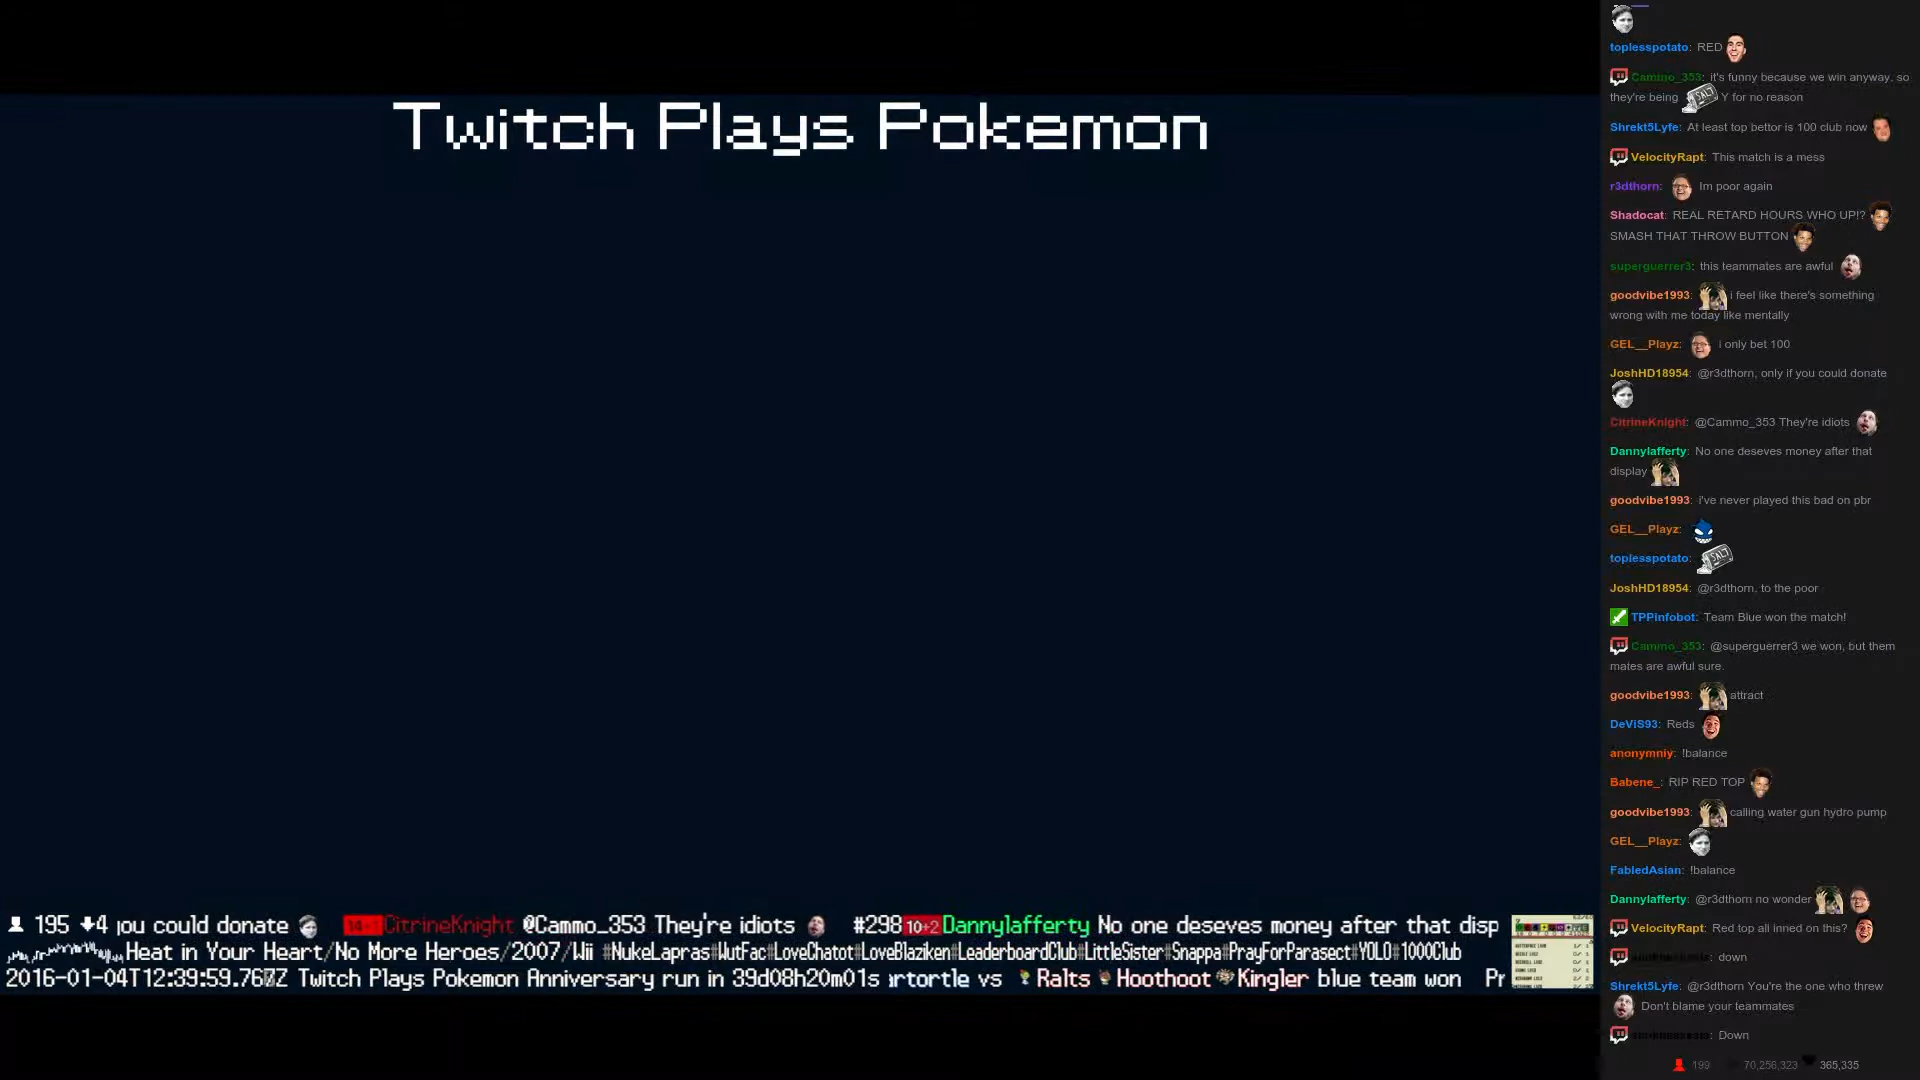 Twitch Plays Pokemon
195 4 you could donate CitrineKnight @Cammo_353 They're idiots #298 10+2 Dannylafferty No one deseves money after that disp
Heat in Your Heart/No More Heroes/2007/Wii #NukeLapras#WutFac#LoveChatot#LoveBlaziken#LeaderboardClub#LittleSister#Snappa#PrayForParasect#YOLO#1000Club
2016-01-04T12:39:59.760Z Twitch Plays Pokemon Anniversary run in 39d08h20m01s artortle vs Ralts Hoothoot Kingler blue team won Pr
toplesspotato: RED
Cammo_353: it's funny because we win anyway, so
they're being SALT Y for no reason
Shrekt5Lyfe: At least top bettor is 100 club now
VelocityRapt: This match is a mess
r3dthorn: Im poor again
Shadocat: REAL RETARD HOURS WHO UP!?
SMASH THAT THROW BUTTON
superguerrer3: this teammates are awful
goodvibe1993: i feel like there's something
wrong with me today like mentally
GEL__Playz: i only bet 100
JoshHD18954: @r3dthorn, only if you could donate
CitrineKnight: @Cammo_353 They're idiots
Dannylafferty: No one deseves money after that
display
goodvibe1993: i've never played this bad on pbr
GEL__Playz:
toplesspotato: SALT
JoshHD18954: @r3dthorn, to the poor
TPPinfobot: Team Blue won the match!
Cammo_353: @superguerrer3 we won, but them
mates are awful sure.
goodvibe1993: attract
DeViS93: Reds
anonymniy: !balance
Babene_: RIP RED TOP
goodvibe1993: calling water gun hydro pump
GEL__Playz:
FabledAsian: !balance
Dannylafferty: @r3dthorn no wonder
VelocityRapt: Red top all inned on this?
: down
Shrekt5Lyfe: @r3dthorn You're the one who threw
Don't blame your teammates
: Down
199 70,256,323 365,335